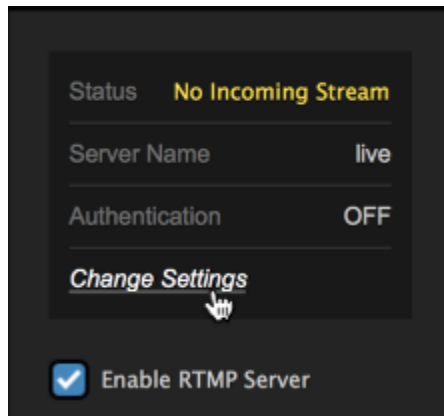 Status No Incoming Stream
Server Name live
Authentication OFF
Change Settings
Enable RTMP Server